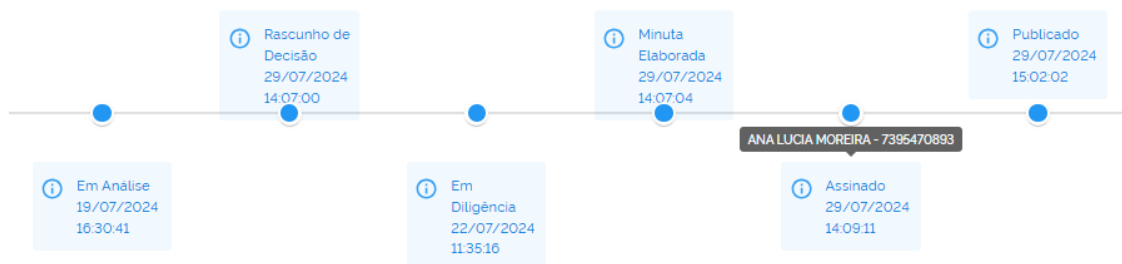 Rascunho de
Decisão
29/07/2024
14:07:00
Minuta
Elaborada
29/07/2024
14:07:04
Publicado
29/07/2024
15:02:02
ANA LUCIA MOREIRA - 7395470893
Em Análise
19/07/2024
16:30:41
Em
Diligência
22/07/2024
11:35:16
Assinado
29/07/2024
14:09:11